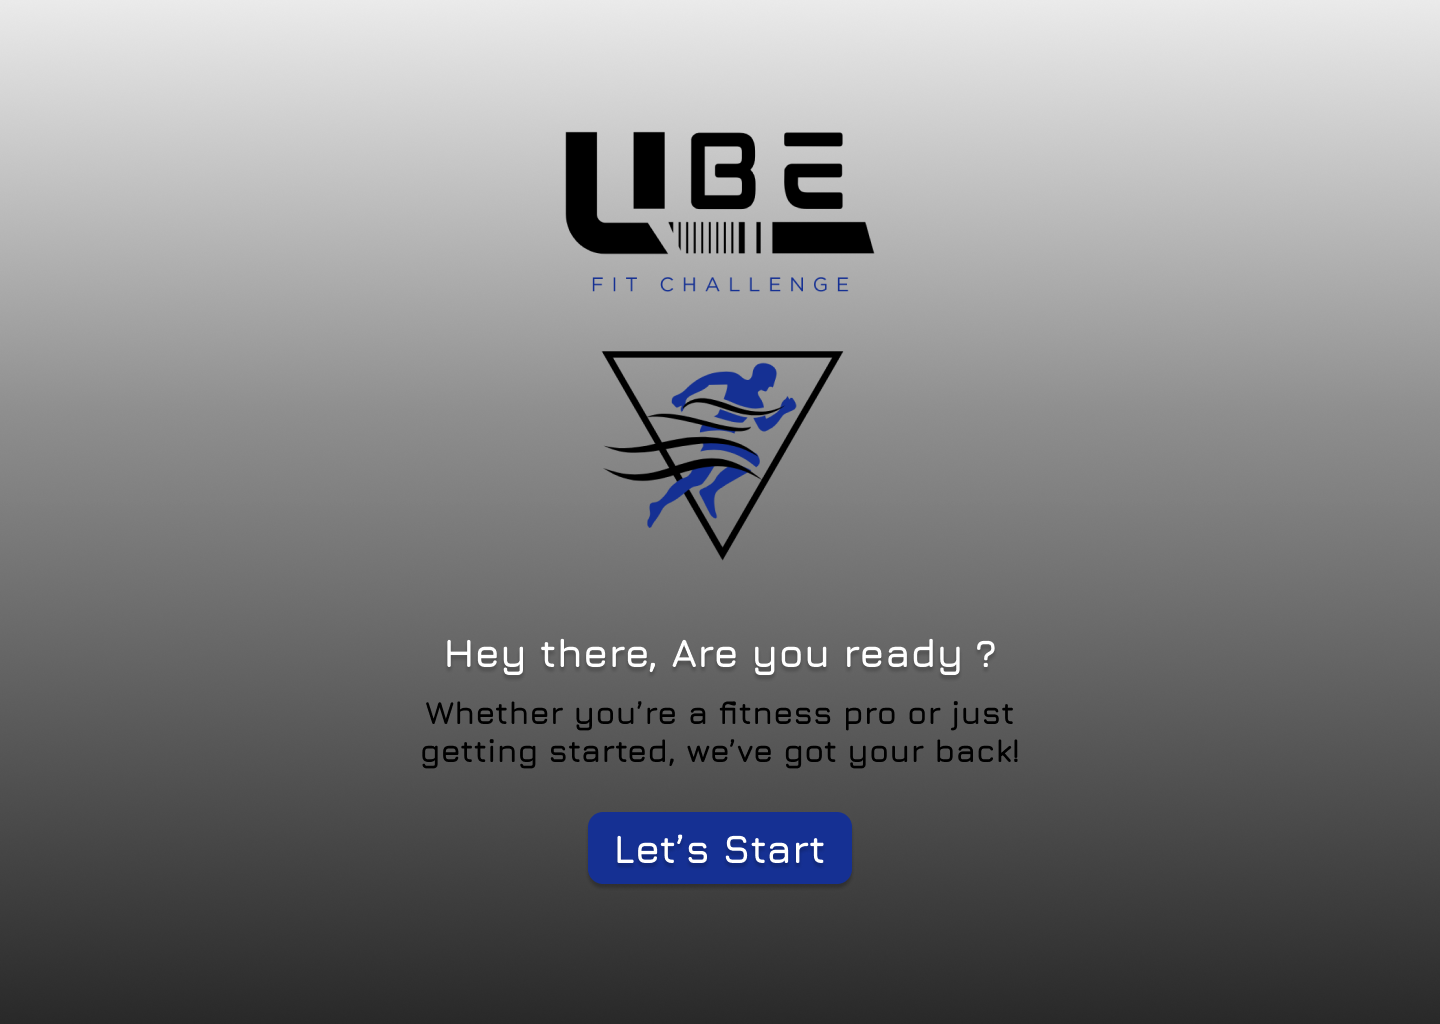 UBE
FIT CHALLENGE
Hey there, Are you ready ?
Whether you’re a fitness pro or just
getting started, we’ve got your back!
Let’s Start